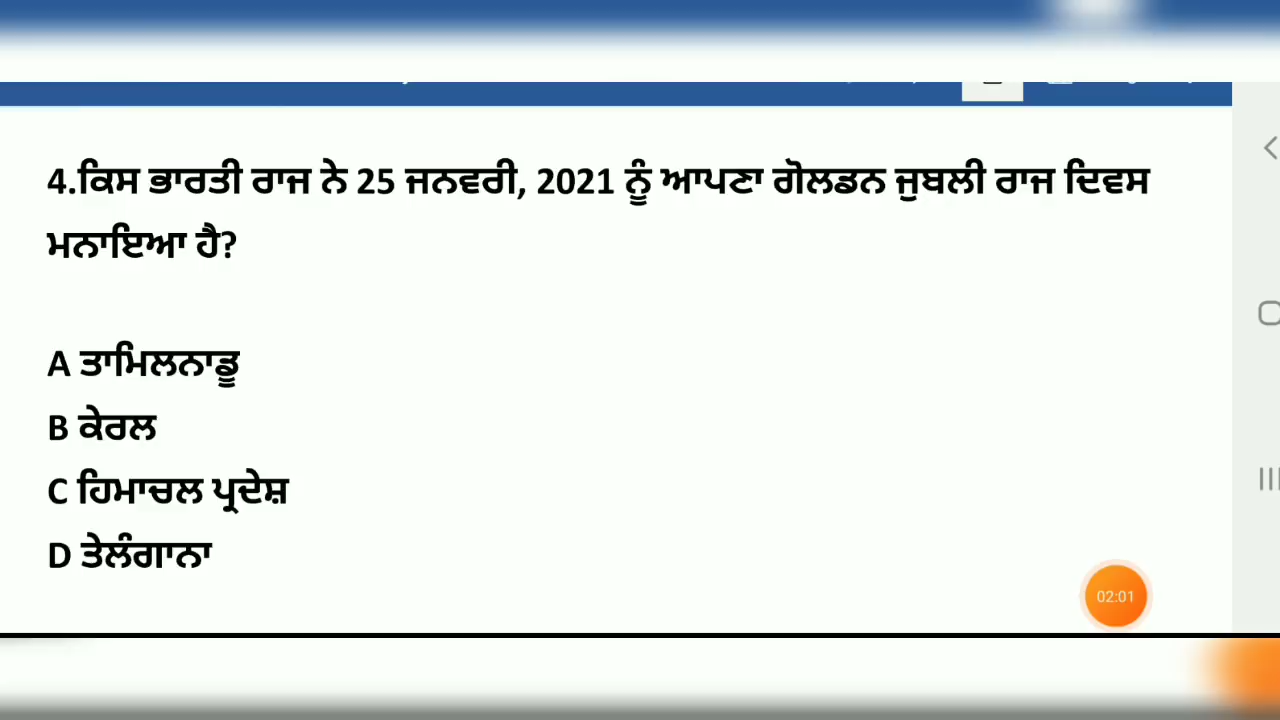 4.ਕਿਸ ਭਾਰਤੀ ਰਾਜ ਨੇ 25 ਜਨਵਰੀ, 2021 ਨੂੰ ਆਪਣਾ ਗੋਲਡਨ ਜੁਬਲੀ ਰਾਜ ਦਿਵਸ
ਮਨਾਇਆ ਹੈ?
A ਤਾਮਿਲਨਾਡੂ
B ਕੇਰਲ
C ਹਿਮਾਚਲ ਪ੍ਰਦੇਸ਼
D ਤੇਲੰਗਾਨਾ
02:01